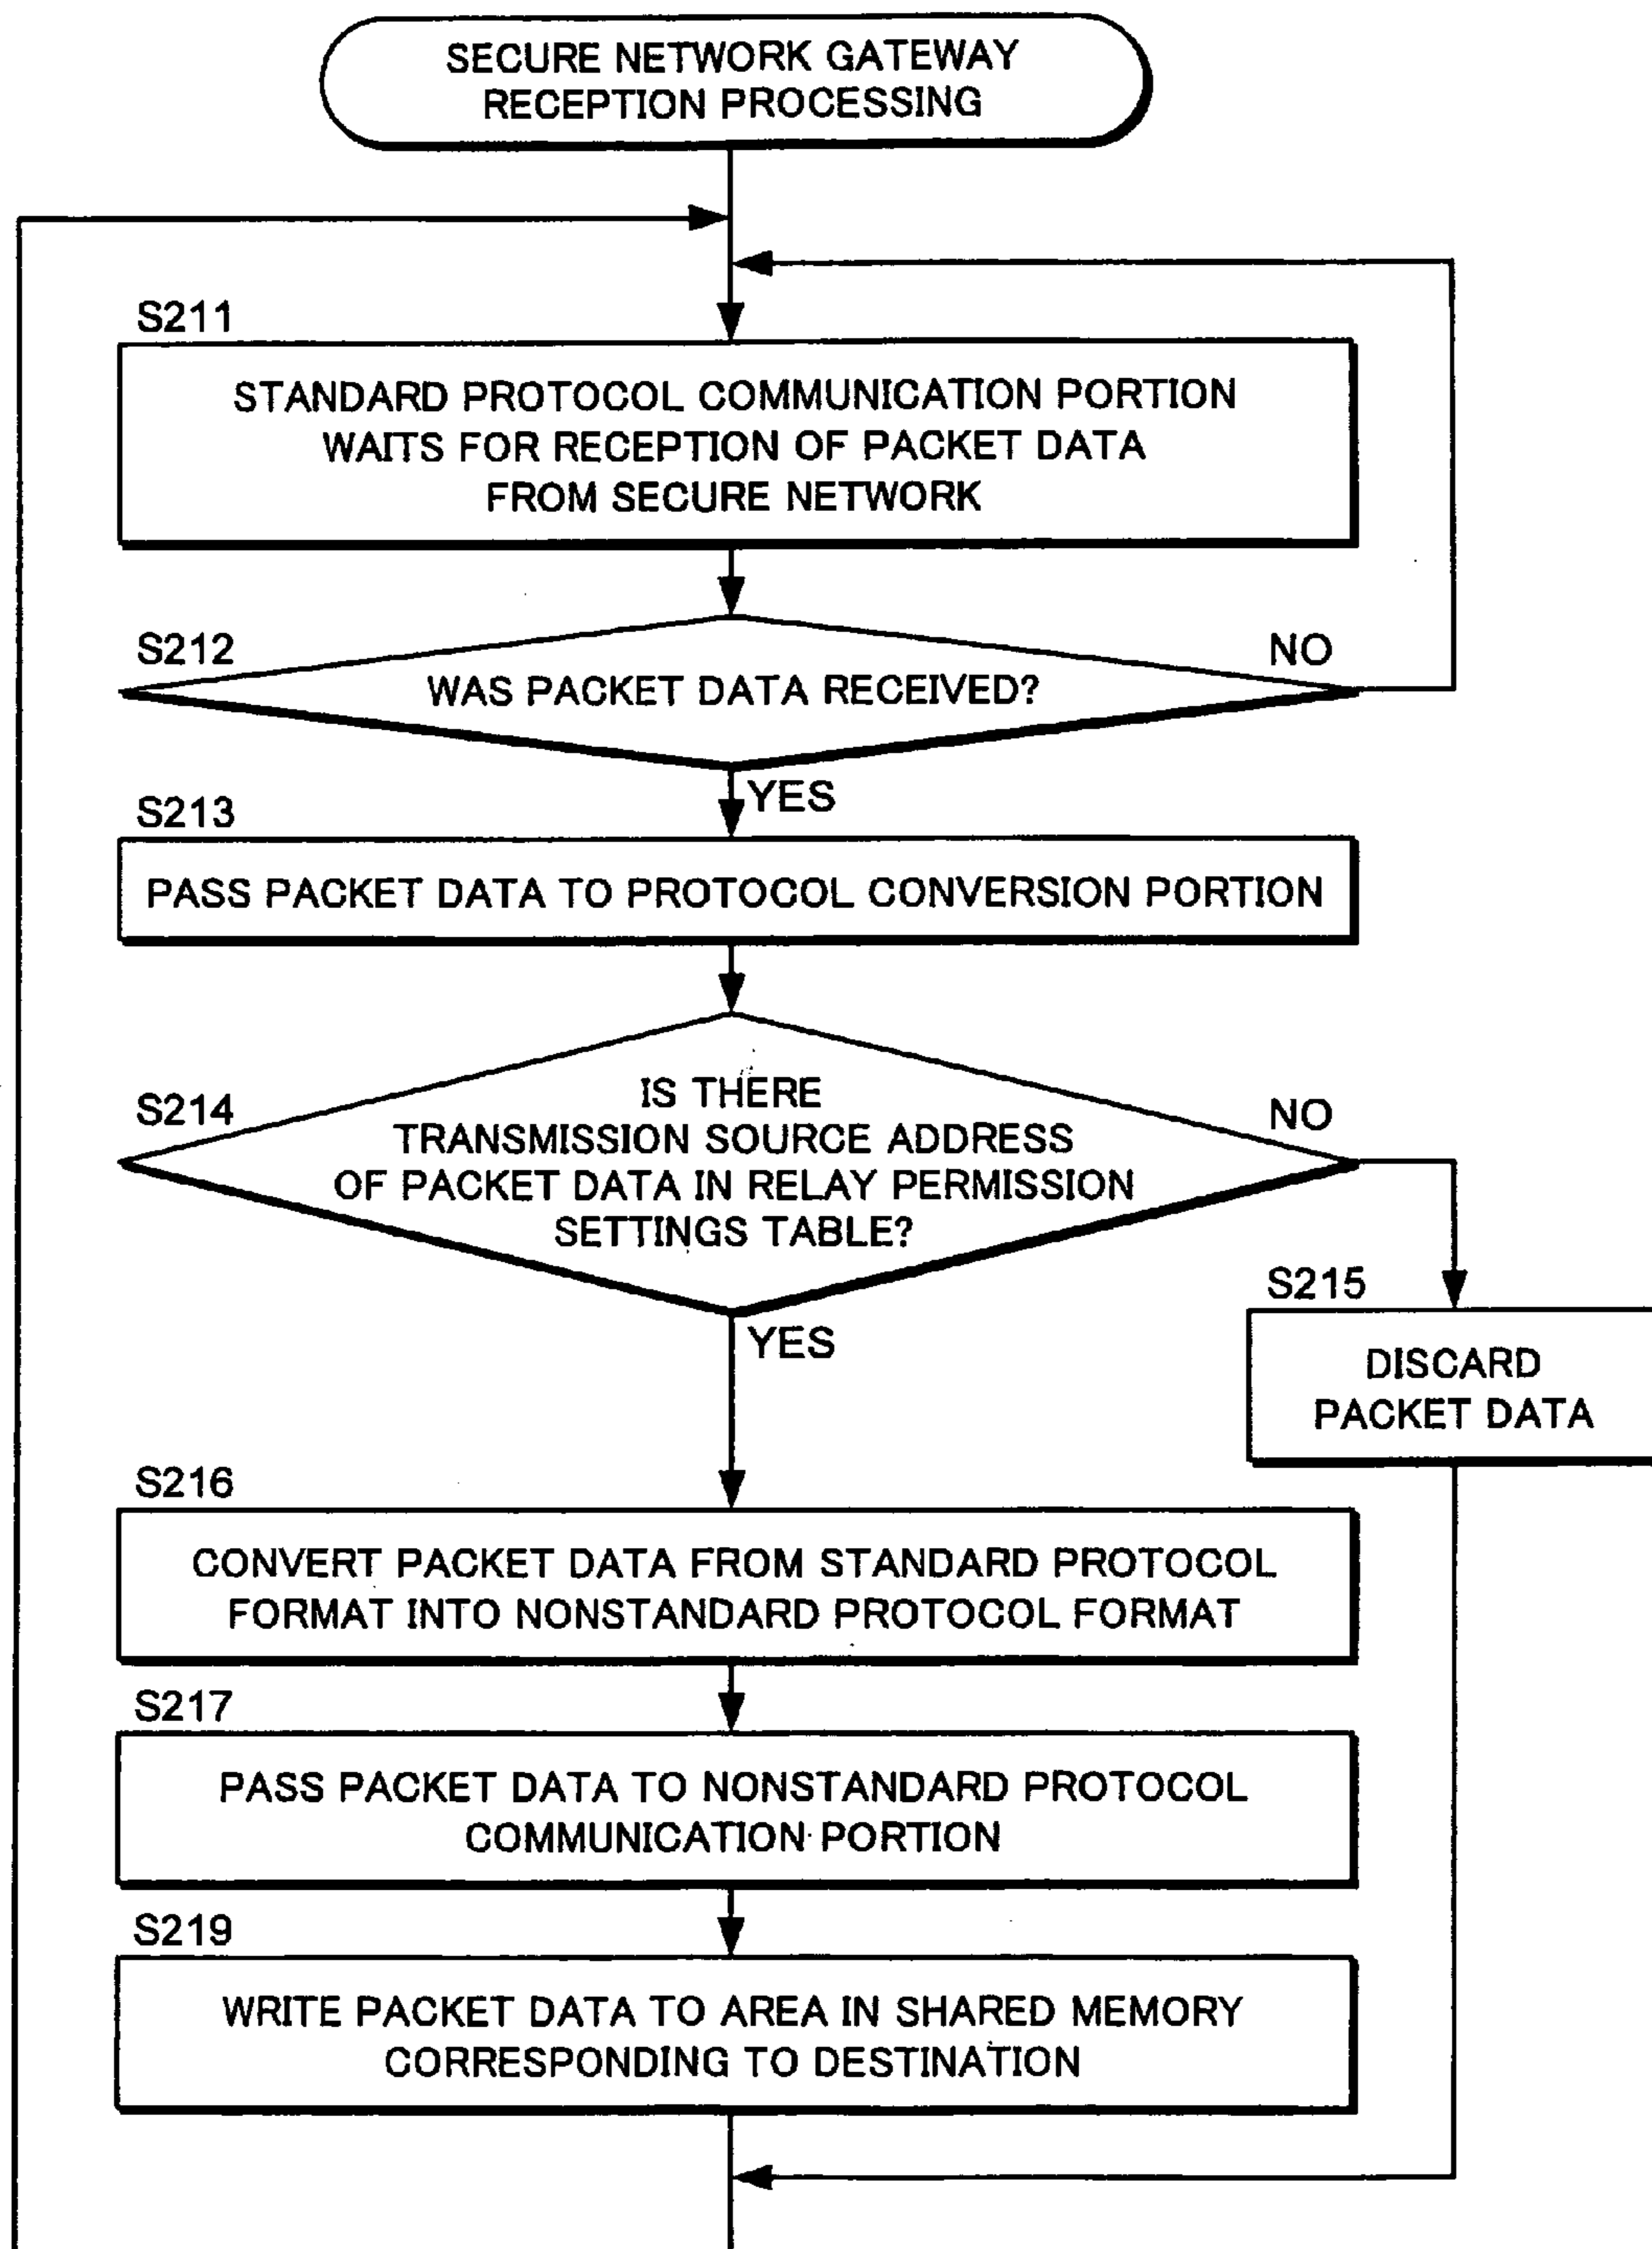 SECURE NETWORK GATEWAY
RECEPTION PROCESSING
S211
STANDARD PROTOCOL COMMUNICATION PORTION
WAITS FOR RECEPTION OF PACKET DATA
FROM SECURE NETWORK
S212
WAS PACKET DATA RECEIVED?
NO
YES
S213
PASS PACKET DATA TO PROTOCOL CONVERSION PORTION
S214
IS THERE
TRANSMISSION SOURCE ADDRESS
OF PACKET DATA IN RELAY PERMISSION
SETTINGS TABLE?
NO
YES
S215
DISCARD
PACKET DATA
S216
CONVERT PACKET DATA FROM STANDARD PROTOCOL
FORMAT INTO NONSTANDARD PROTOCOL FORMAT
S217
PASS PACKET DATA TO NONSTANDARD PROTOCOL
COMMUNICATION PORTION
S219
WRITE PACKET DATA TO AREA IN SHARED MEMORY
CORRESPONDING TO DESTINATION